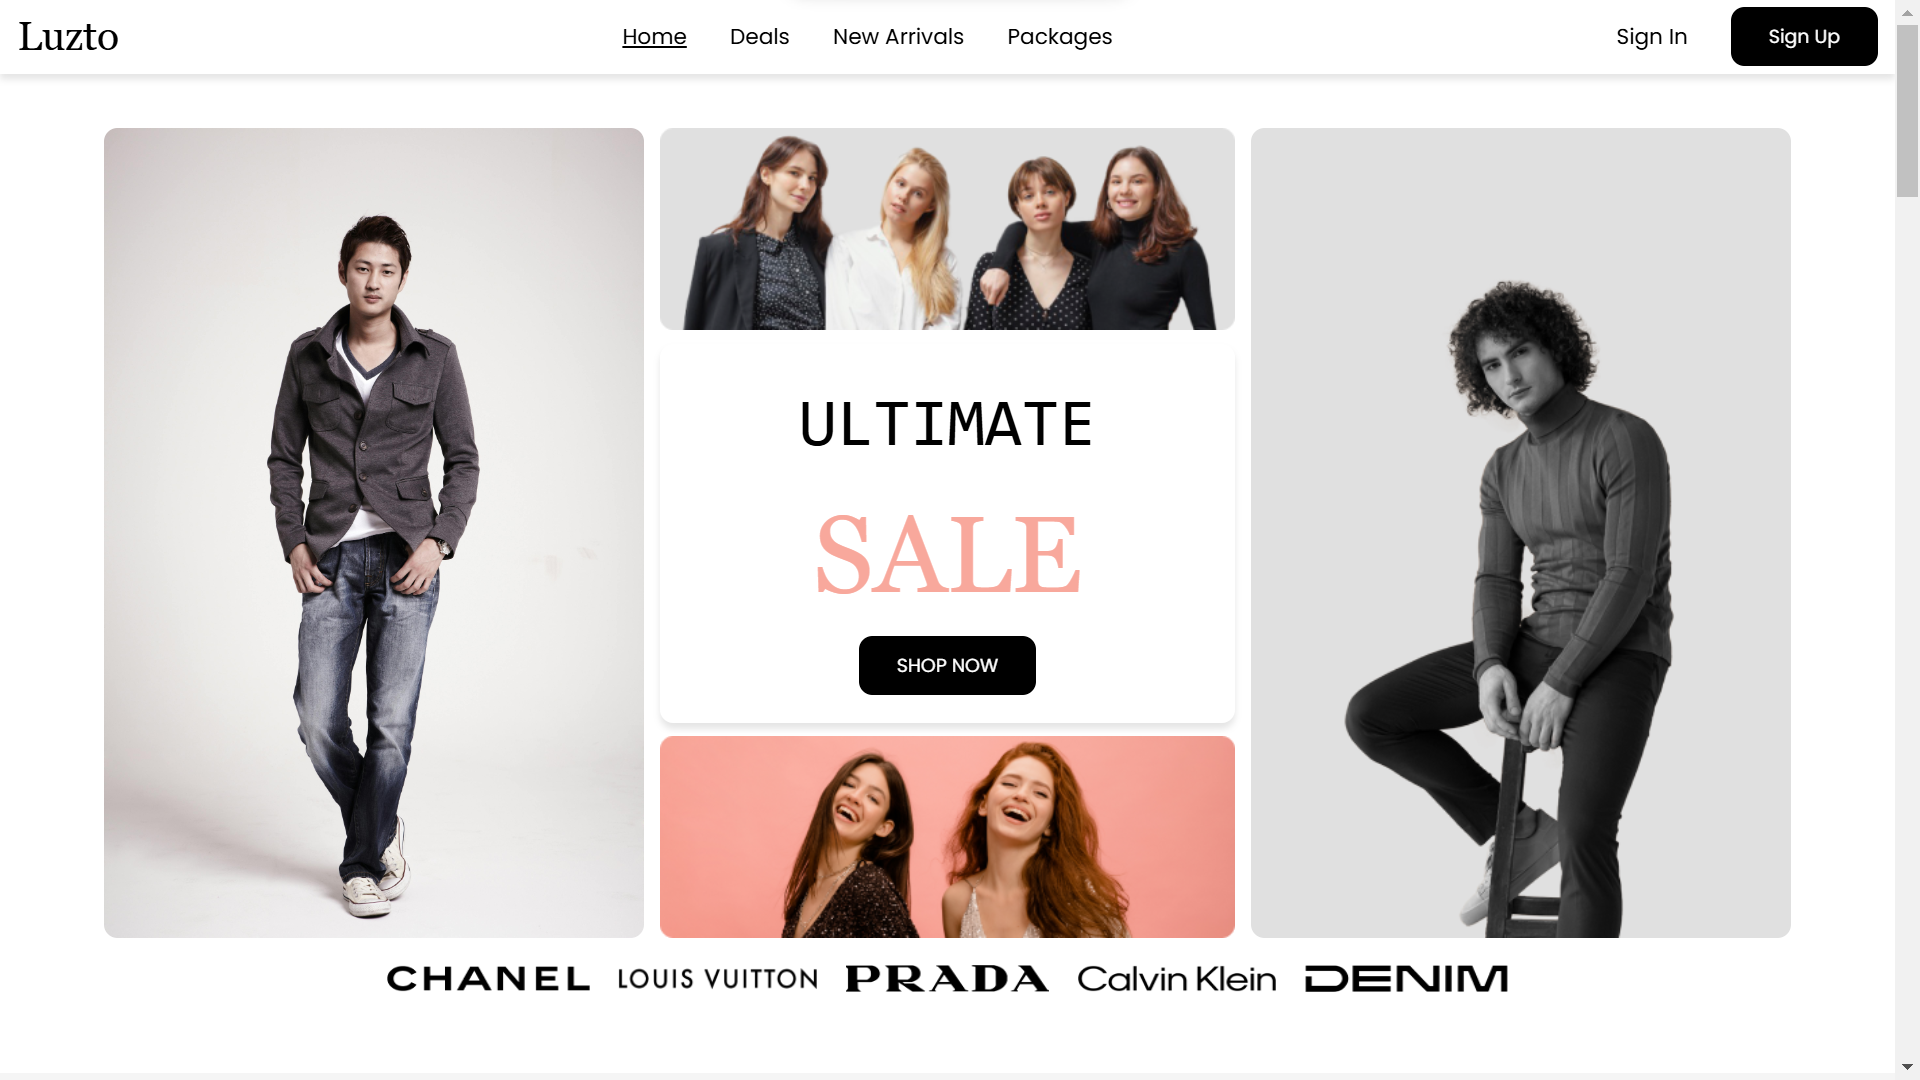 Luzto
Home
Deals
New Arrivals
Packages
Sign In
Sign Up
ULTIMATE
SALE
SHOP NOW
CHANEL
LOUIS VUITTON
PRADA
Calvin Klein
DENIM